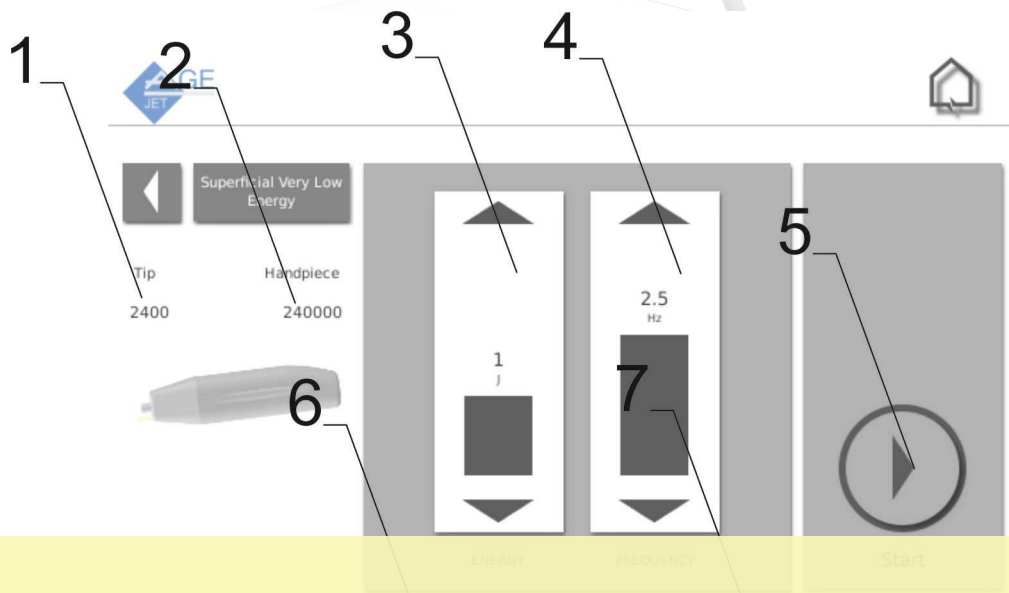 1
2
3
4
AGE
JET
Superficial Very Low
Energy
5
Tip
Handpiece
2400
240000
2.5
Hz
1
J
6
7
ENERGY
FREQUENCY
Start